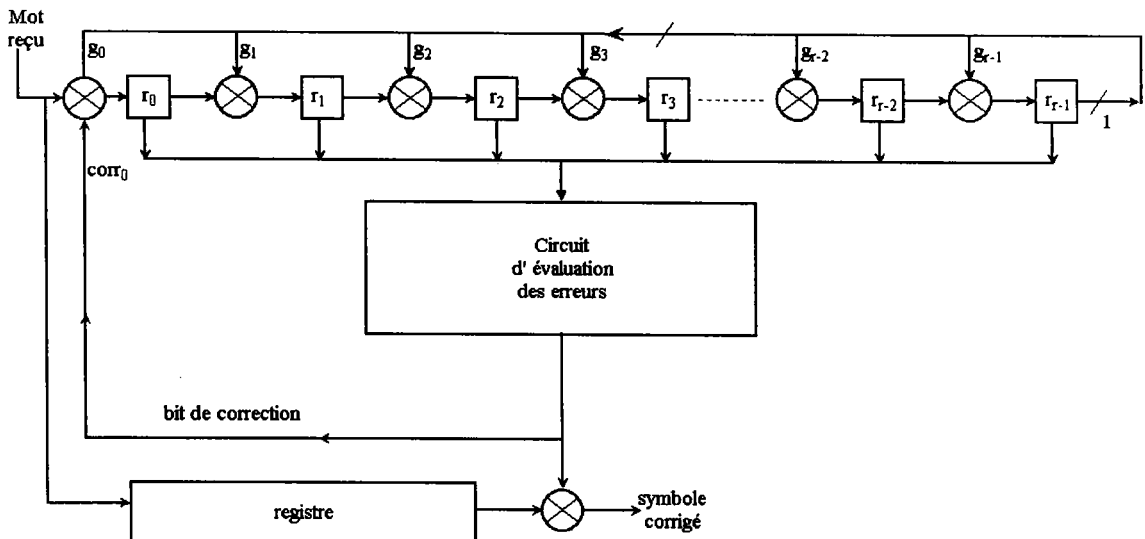 Mot
reçu
g₀
g₁
g₂
g₃
gᵣ₋₂
gᵣ₋₁
r₀
r₁
r₂
r₃
rᵣ₋₂
rᵣ₋₁
1
corr₀
Circuit
d' évaluation
des erreurs
bit de correction
registre
symbole
corrigé